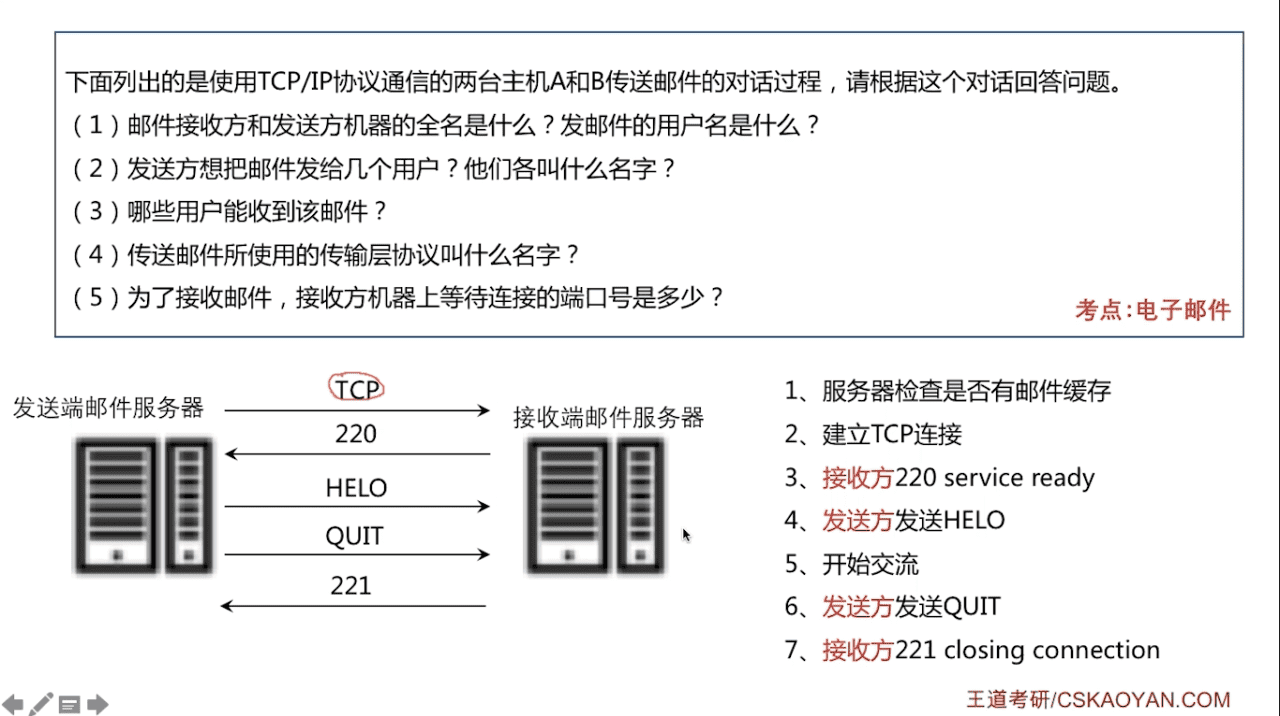 下面列出的是使用TCP/IP协议通信的两台主机A和B传送邮件的对话过程，请根据这个对话回答问题。
（1）邮件接收方和发送方机器的全名是什么？发邮件的用户名是什么？
（2）发送方想把邮件发给几个用户？他们各叫什么名字？
（3）哪些用户能收到该邮件？
（4）传送邮件所使用的传输层协议叫什么名字？
（5）为了接收邮件，接收方机器上等待连接的端口号是多少？
考点:电子邮件
发送端邮件服务器
TCP
220
HELO
QUIT
221
接收端邮件服务器
1、服务器检查是否有邮件缓存
2、建立TCP连接
3、接收方220 service ready
4、发送方发送HELO
5、开始交流
6、发送方发送QUIT
7、接收方221 closing connection
王道考研/CSKAOYAN.COM